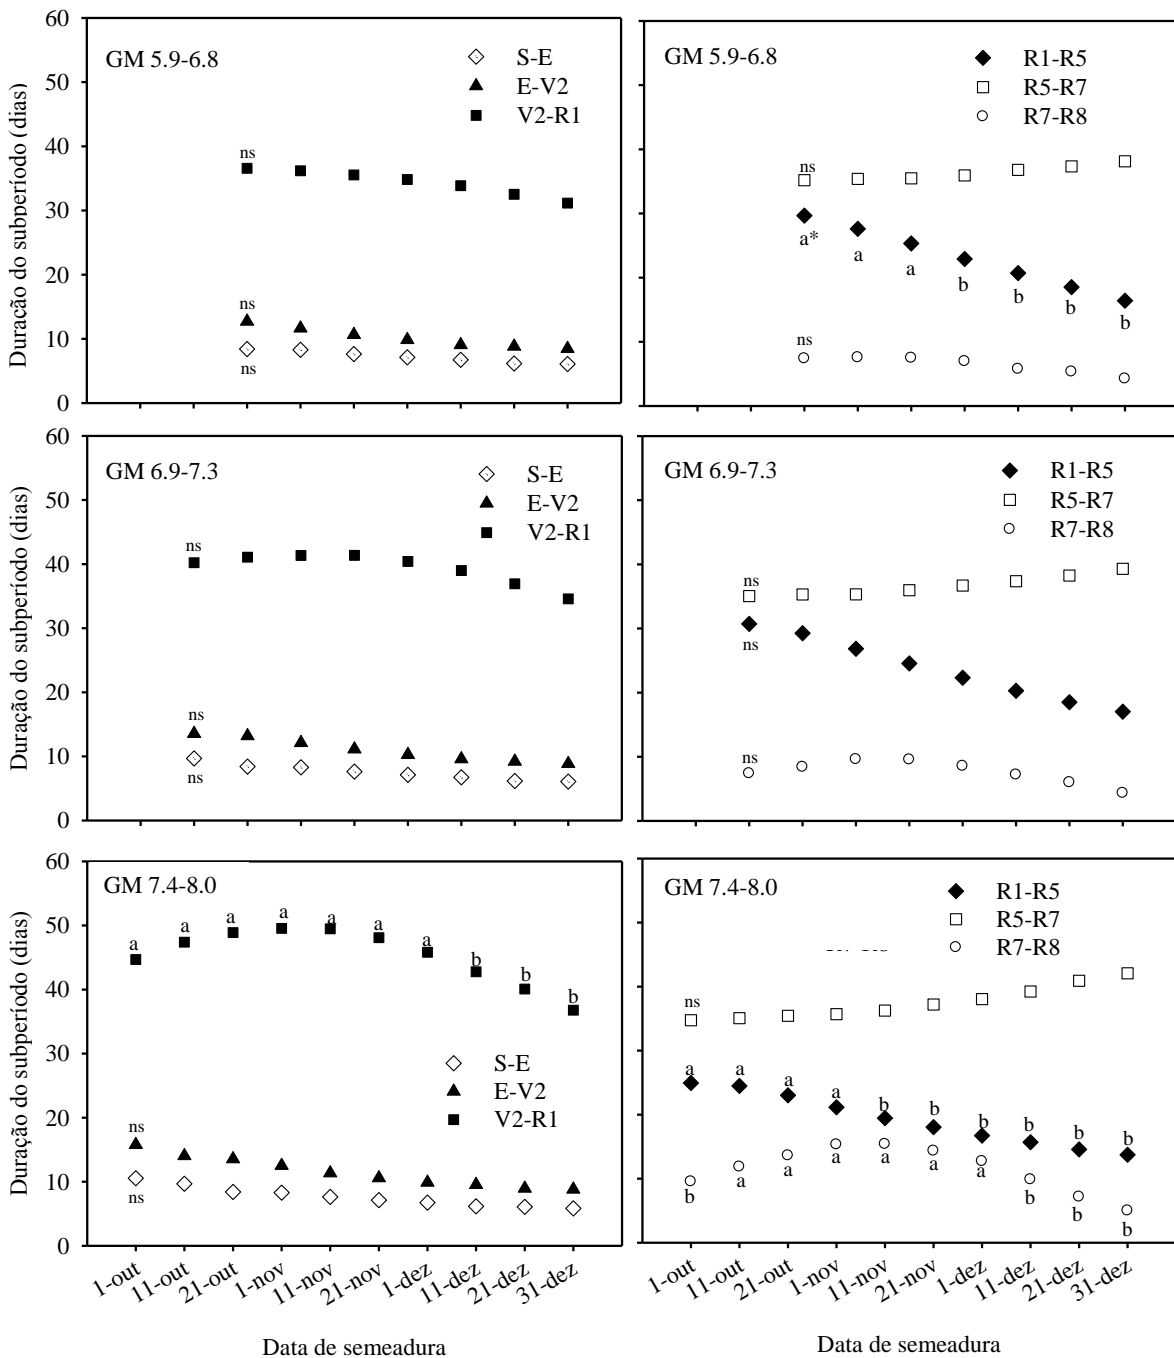 60
50
40
30
20
10
0
Duração do subperíodo (dias)
GM 5.9-6.8
S-E
E-V2
V2-R1
ns
ns
ns
GM 5.9-6.8
R1-R5
R5-R7
R7-R8
ns
a*
a
a
b
b
b
b
ns
60
50
40
30
20
10
0
Duração do subperíodo (dias)
GM 6.9-7.3
S-E
E-V2
V2-R1
ns
ns
ns
GM 6.9-7.3
R1-R5
R5-R7
R7-R8
ns
ns
ns
60
50
40
30
20
10
0
Duração do subperíodo (dias)
GM 7.4-8.0
a
a
a
a
a
a
a
b
b
b
S-E
E-V2
V2-R1
ns
ns
GM 7.4-8.0
R1-R5
R5-R7
R7-R8
ns
a
a
a
a
b
b
b
b
b
b
b
a
a
a
a
a
a
b
b
b
1-out
11-out
21-out
1-nov
11-nov
21-nov
1-dez
11-dez
21-dez
31-dez
Data de semeadura
1-out
11-out
21-out
1-nov
11-nov
21-nov
1-dez
11-dez
21-dez
31-dez
Data de semeadura